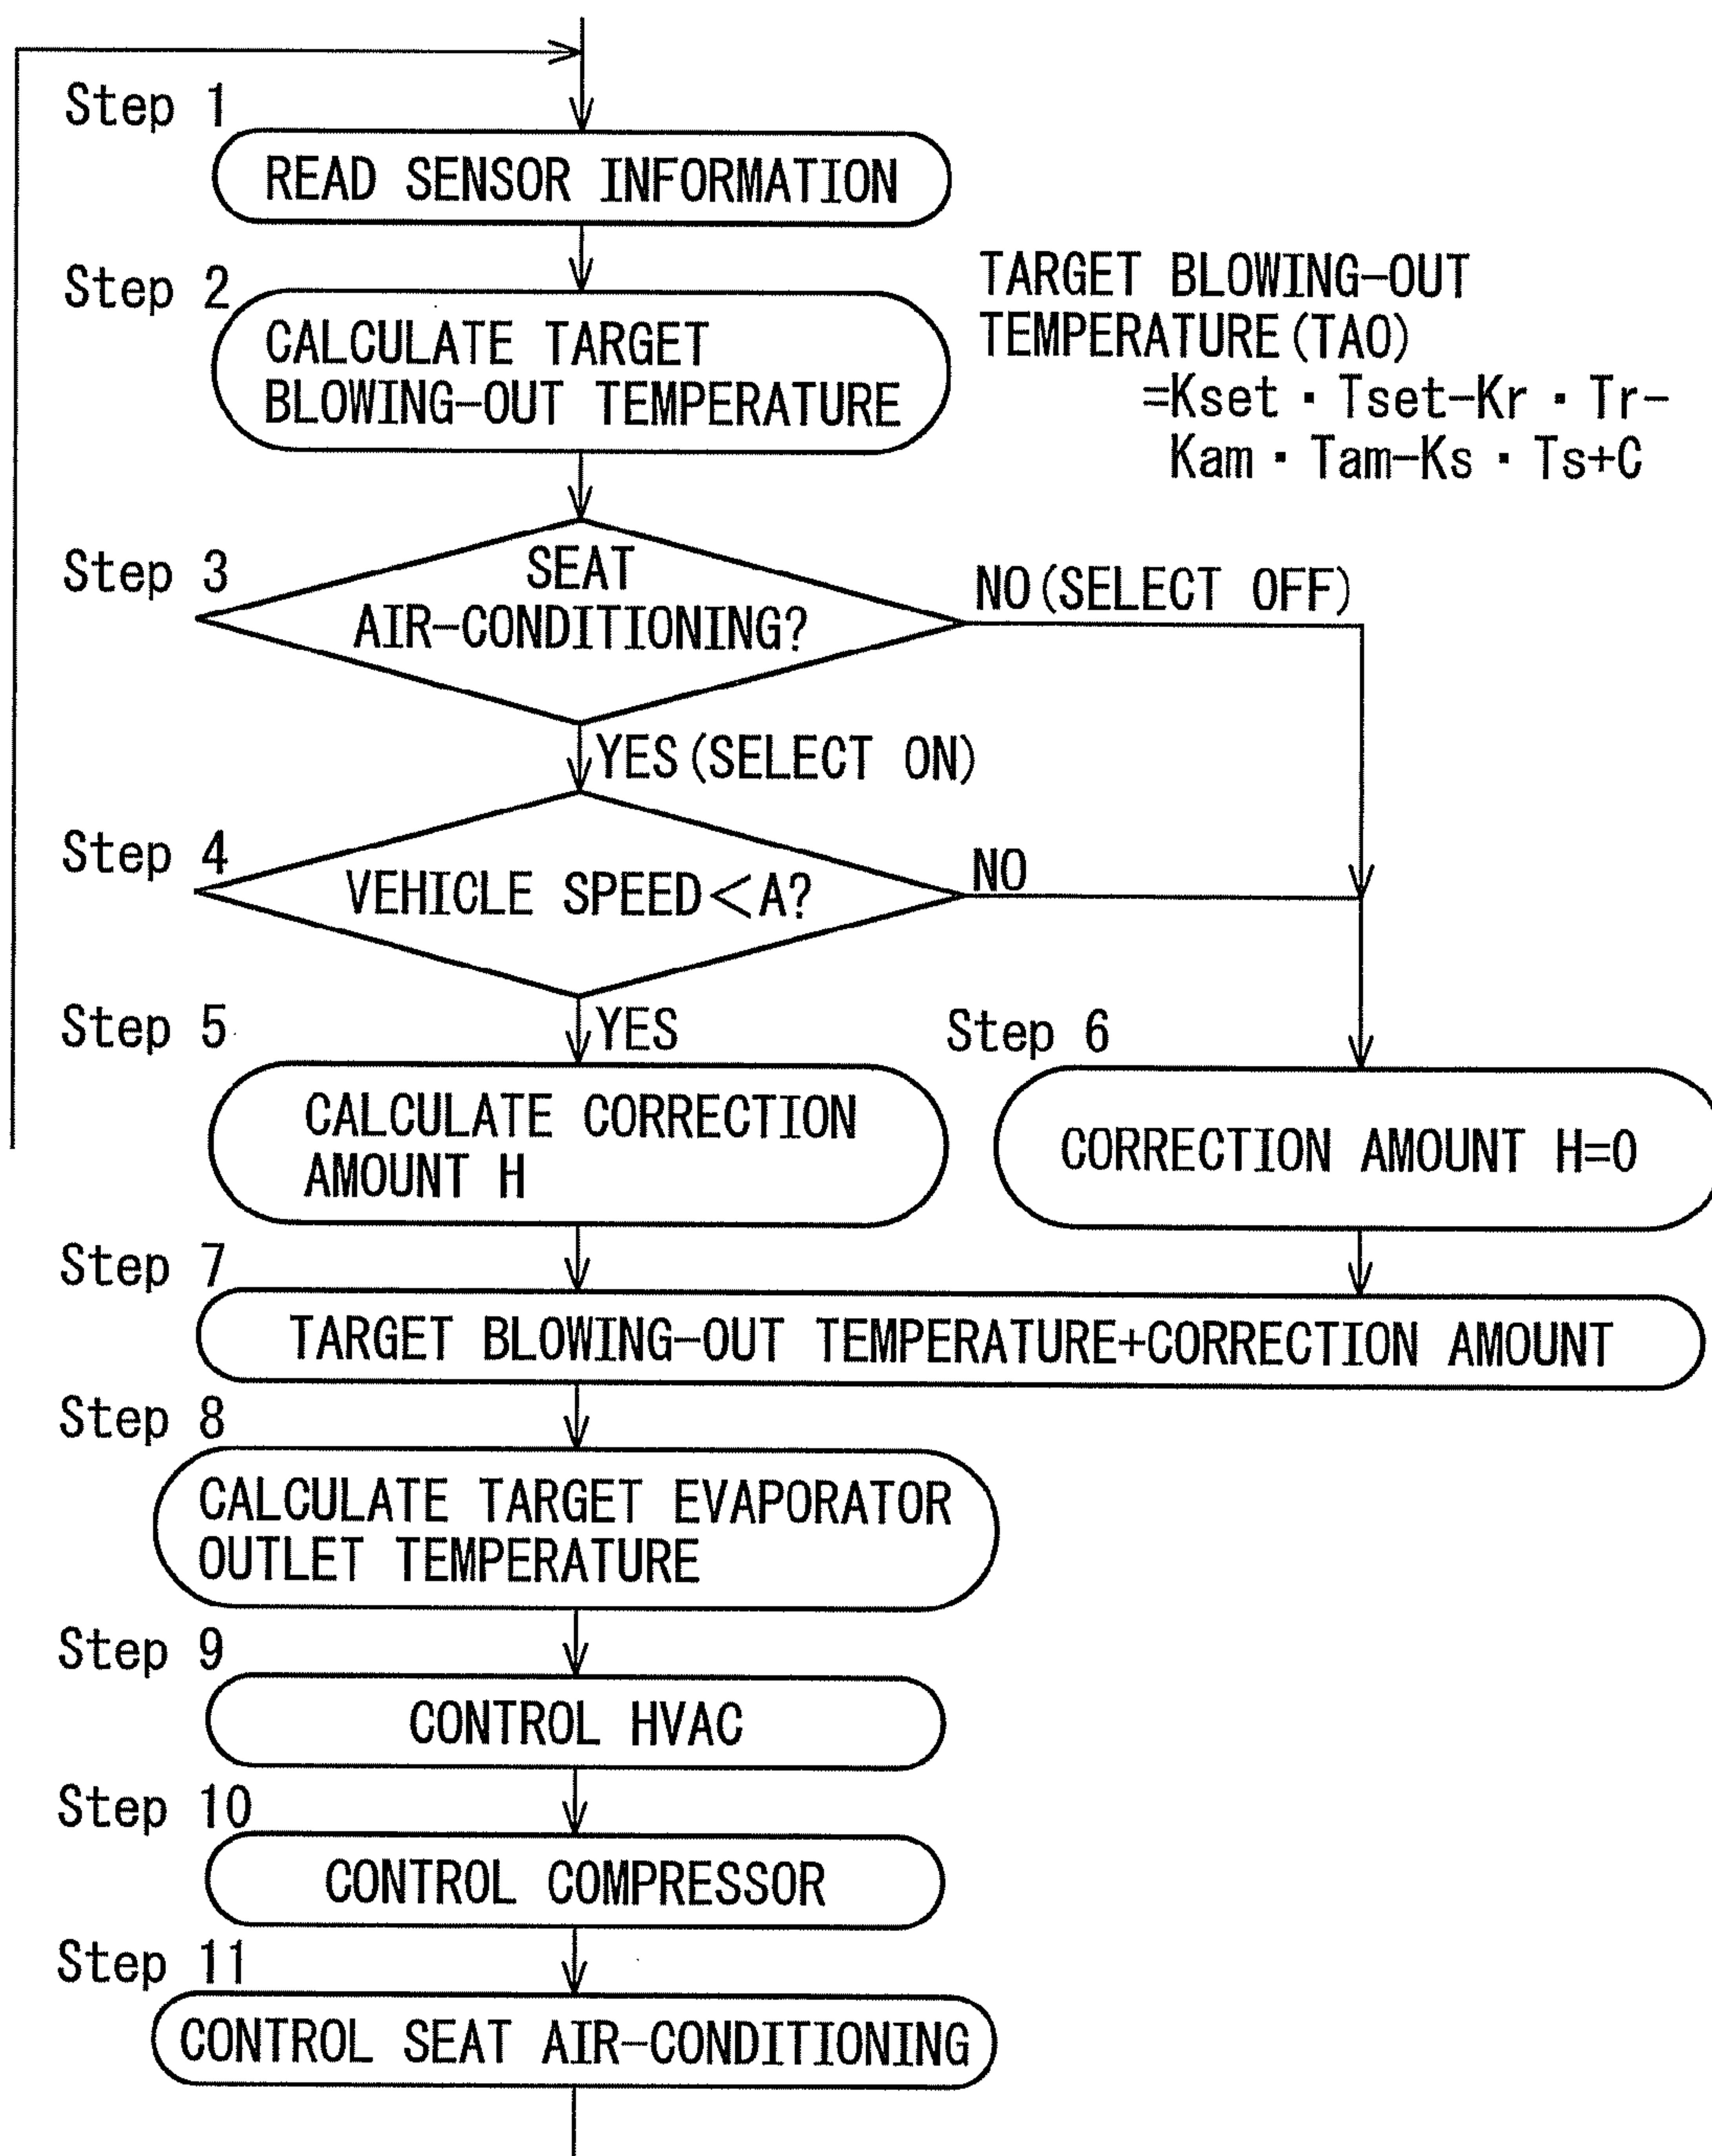 Step 1
READ SENSOR INFORMATION
Step 2
CALCULATE TARGET
BLOWING-OUT TEMPERATURE
TARGET BLOWING-OUT
TEMPERATURE(TAO)
=Kset・Tset-Kr・Tr-
Kam・Tam-Ks・Ts+C
Step 3
SEAT
AIR-CONDITIONING?
NO(SELECT OFF)
YES(SELECT ON)
Step 4
VEHICLE SPEED<A?
NO
YES
Step 5
CALCULATE CORRECTION
AMOUNT H
Step 6
CORRECTION AMOUNT H=0
Step 7
TARGET BLOWING-OUT TEMPERATURE+CORRECTION AMOUNT
Step 8
CALCULATE TARGET EVAPORATOR
OUTLET TEMPERATURE
Step 9
CONTROL HVAC
Step 10
CONTROL COMPRESSOR
Step 11
CONTROL SEAT AIR-CONDITIONING